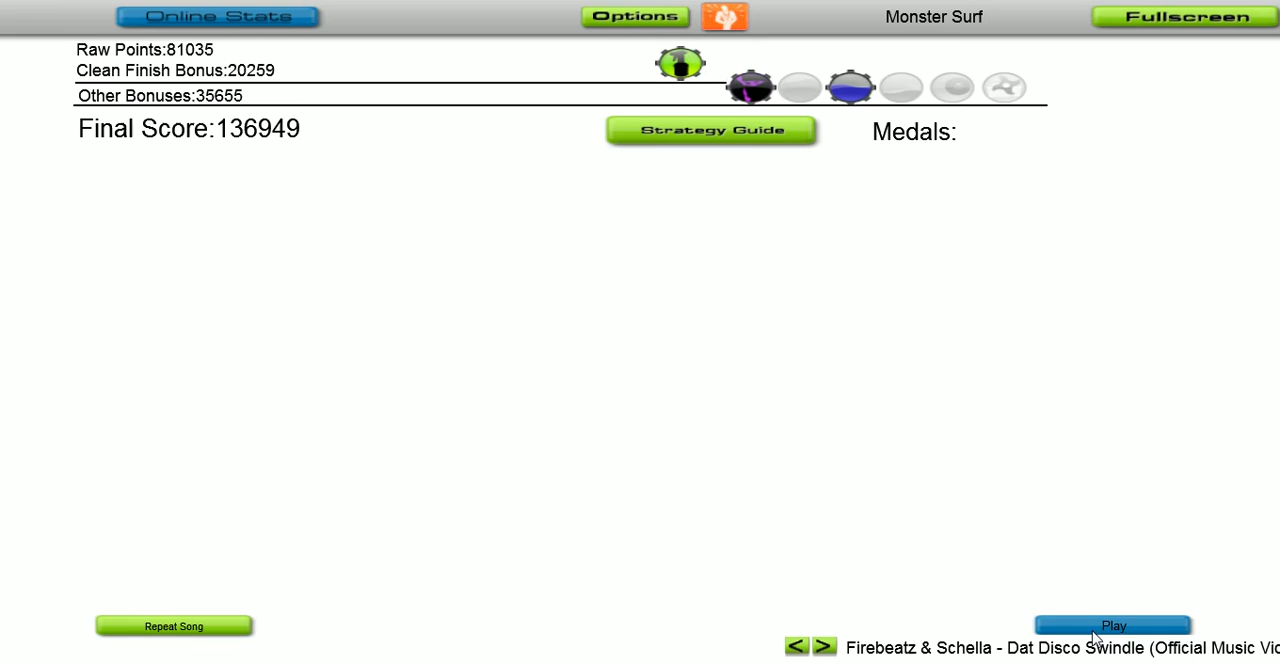 Online Stats
Options
Monster Surf
Fullscreen
Raw Points:81035
Clean Finish Bonus:20259
Other Bonuses:35655
Final Score:136949
Strategy Guide
Medals:
Repeat Song
Play
< > Firebeatz & Schella - Dat Disco Swindle (Official Music Vi